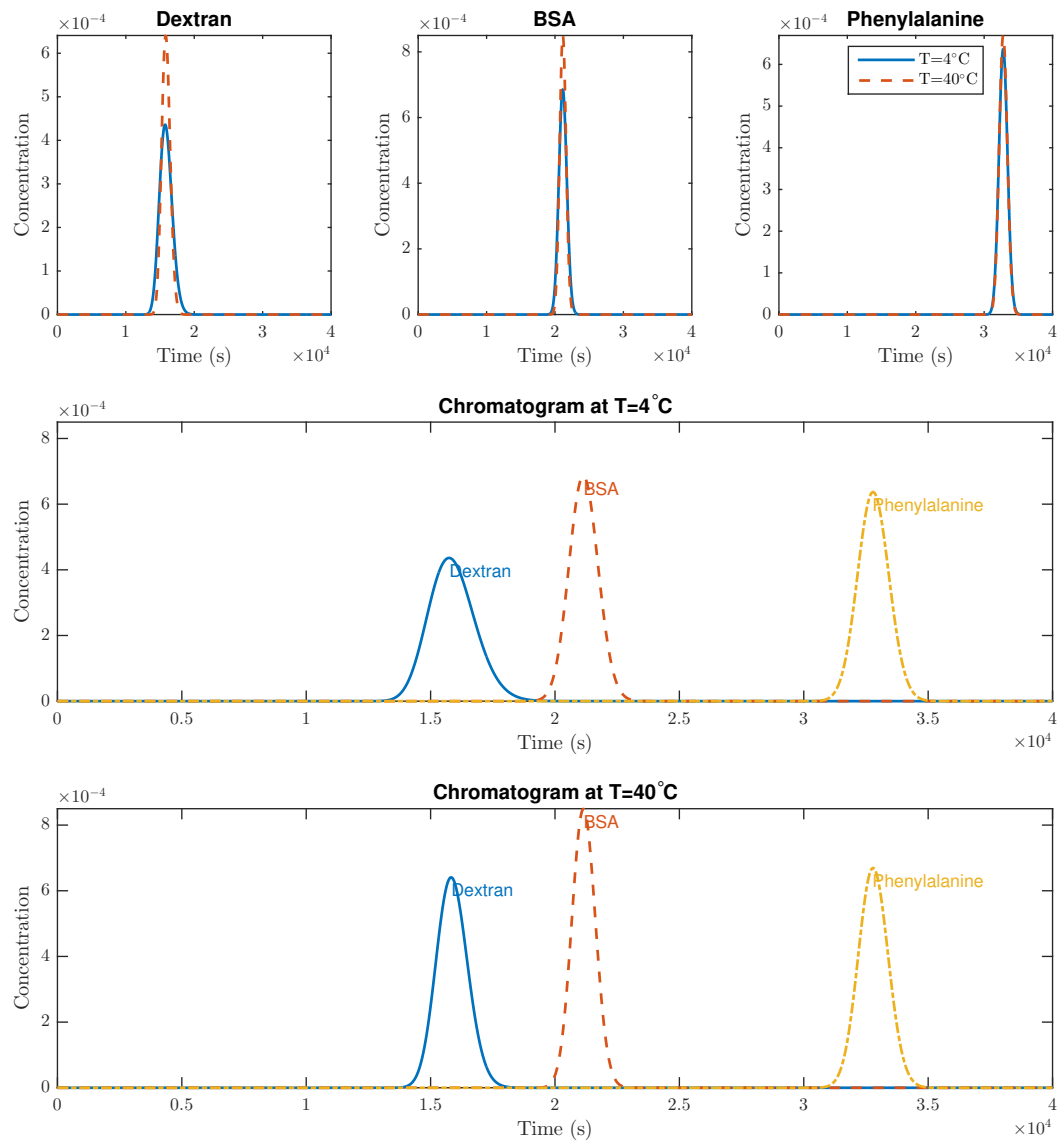 Dextran
×10⁻⁴
6
5
4
3
2
1
0
Concentration
0 1 2 3 4
Time (s)
×10⁴
BSA
×10⁻⁴
8
6
4
2
0
Concentration
0 1 2 3 4
Time (s)
×10⁴
Phenylalanine
×10⁻⁴
6
5
4
3
2
1
0
Concentration
T=4°C
T=40°C
0 1 2 3 4
Time (s)
×10⁴
Chromatogram at T=4°C
×10⁻⁴
8
6
4
2
0
Concentration
BSA
Phenylalanine
Dextran
0 0.5 1 1.5 2 2.5 3 3.5 4
Time (s)
×10⁴
Chromatogram at T=40°C
×10⁻⁴
8
6
4
2
0
Concentration
BSA
Phenylalanine
Dextran
0 0.5 1 1.5 2 2.5 3 3.5 4
Time (s)
×10⁴